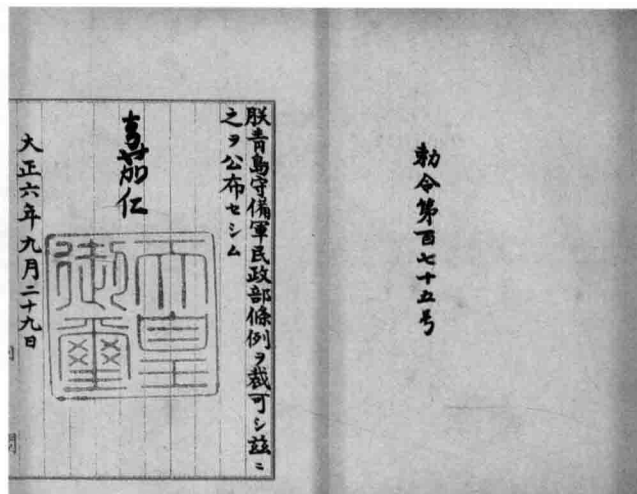 勅令第百七十五号
朕青島守備軍民政部條例ヲ裁可シ茲ニ
之ヲ公布セシム
嘉仁
天皇
御璽
大正六年九月二十九日